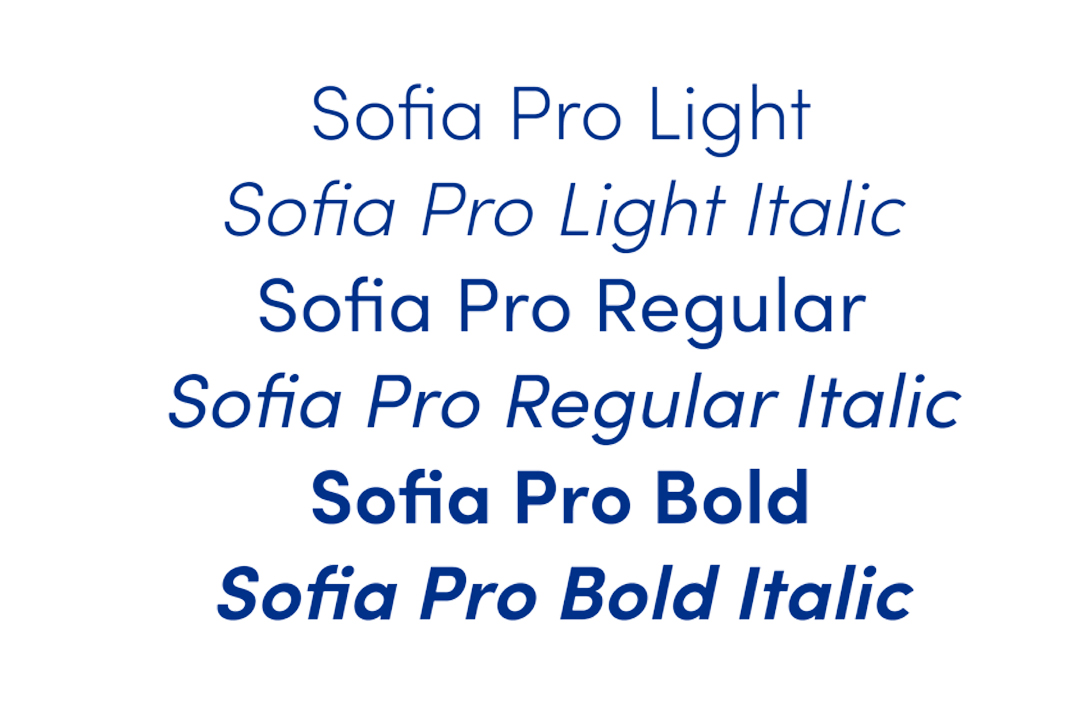 Sofia Pro Light
Sofia Pro Light Italic
Sofia Pro Regular
Sofia Pro Regular Italic
Sofia Pro Bold
Sofia Pro Bold Italic